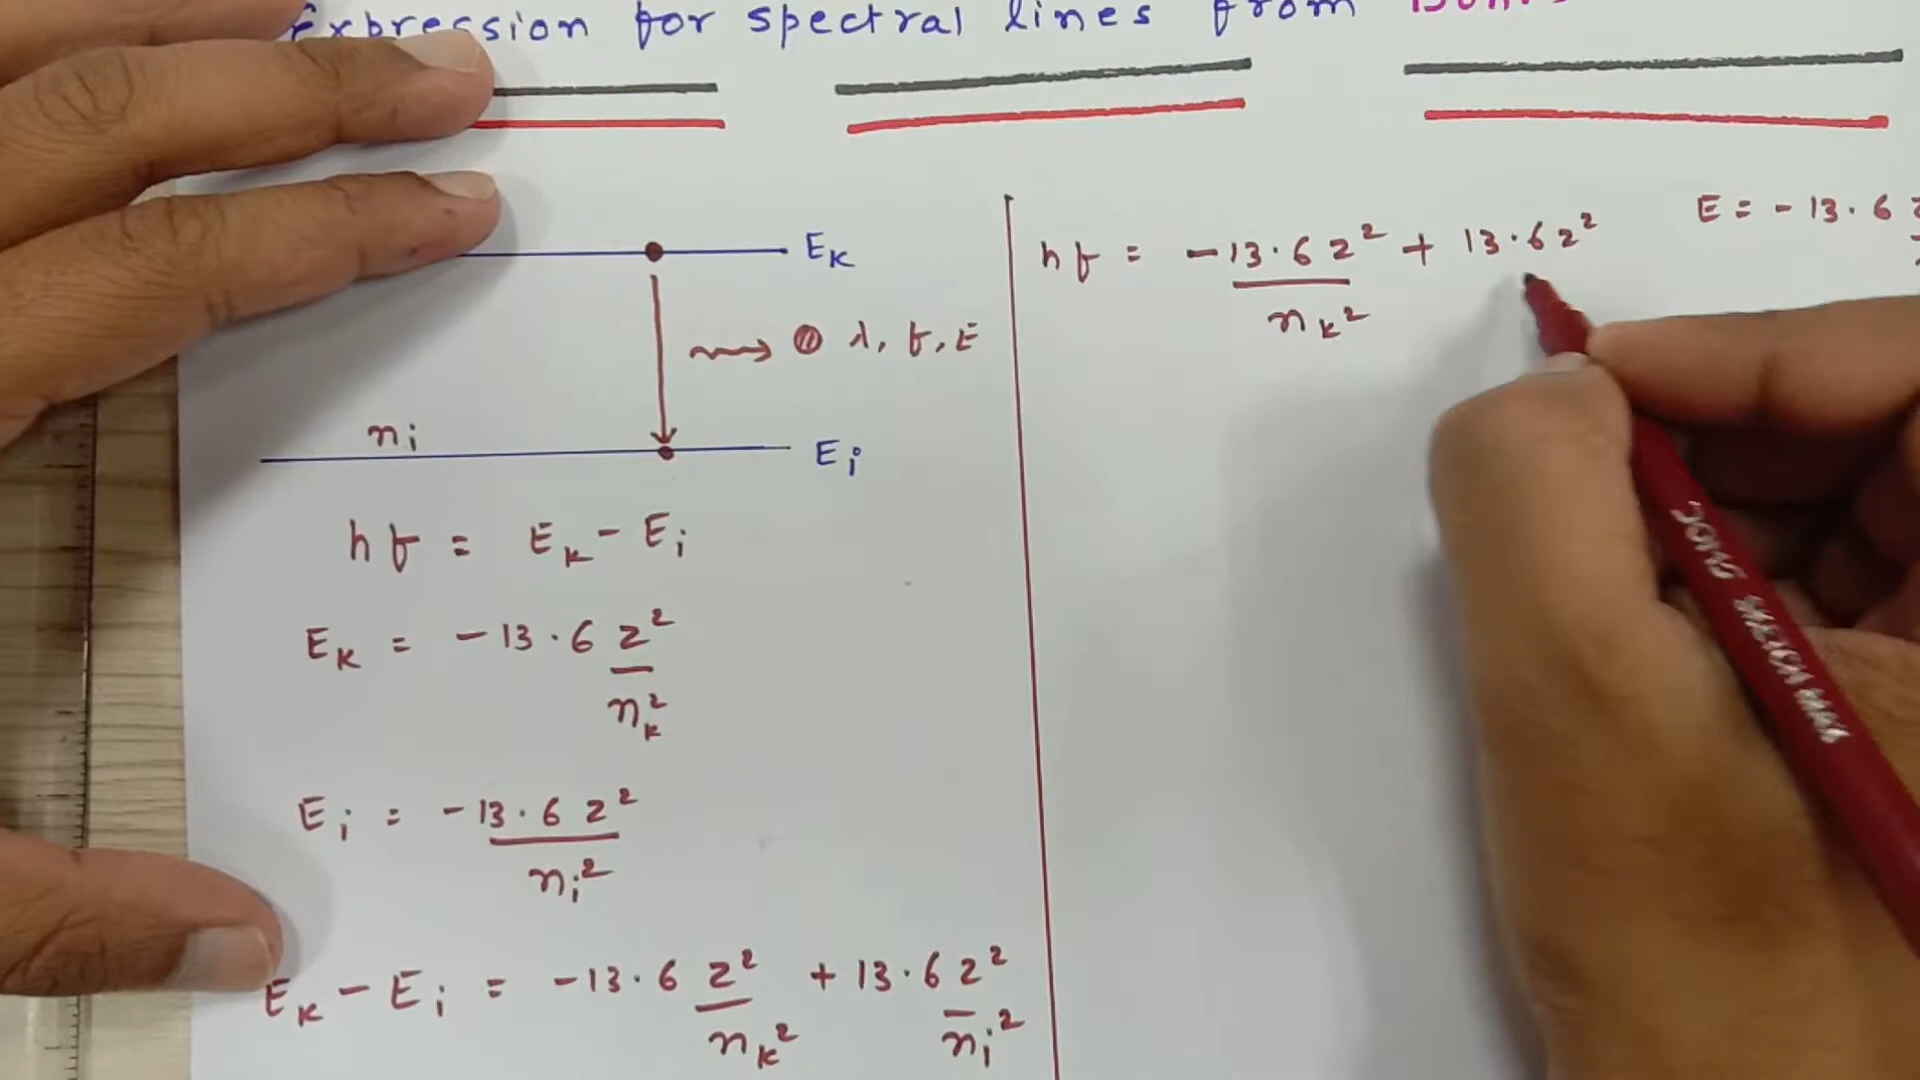 Expression for spectral lines from
E_k
λ, f, E
n_i
E_i
hf = E_k - E_i
E_k = -13.6 z²/n_k²
E_i = -13.6 z²/n_i²
E_k - E_i = -13.6 z²/n_k² + 13.6 z²/n_i²
hf = -13.6 z²/n_k² + 13.6 z²
E = -13.6
DOMS